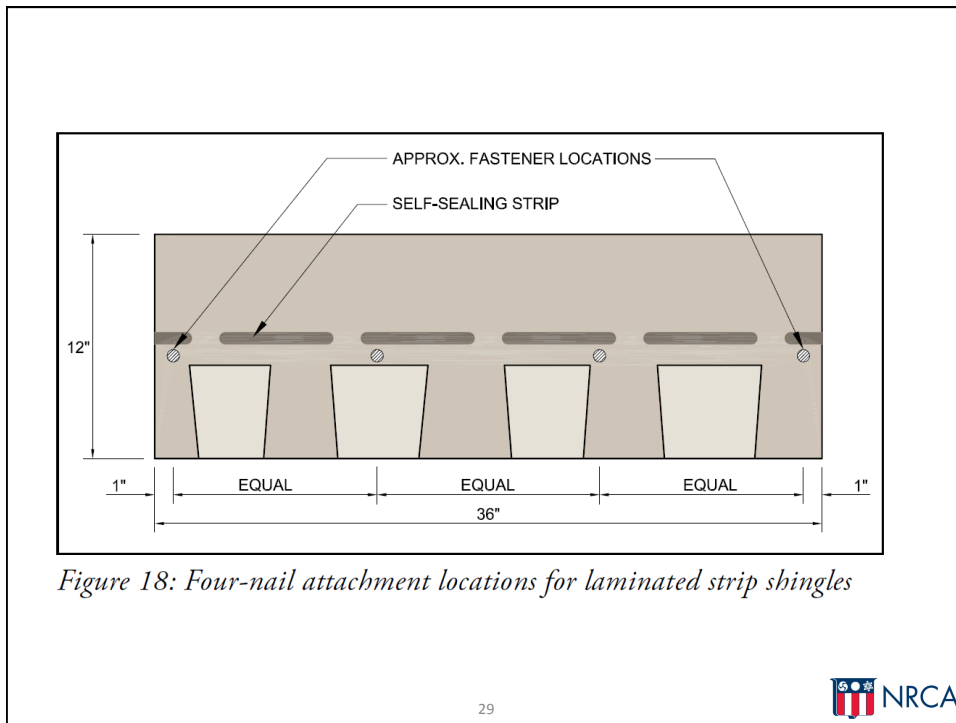 APPROX. FASTENER LOCATIONS
SELF-SEALING STRIP
12"
1" EQUAL EQUAL EQUAL 1"
36"
Figure 18: Four-nail attachment locations for laminated strip shingles
29
NRCA